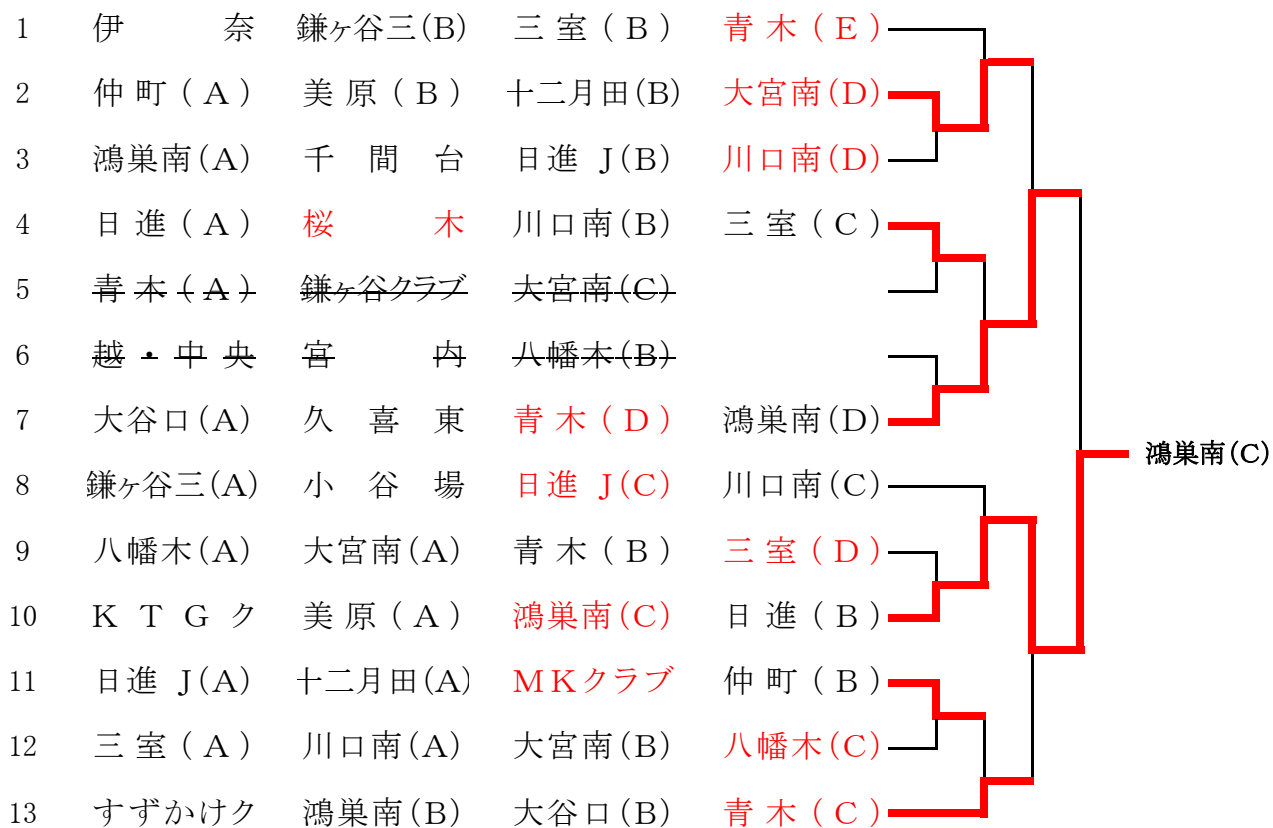 1 伊奈 鎌ヶ谷三(B) 三室(B) 青木(E)
2 仲町(A) 美原(B) 十二月田(B) 大宮南(D)
3 鴻巣南(A) 千間台 日進J(B) 川口南(D)
4 日進(A) 桜木 川口南(B) 三室(C)
5 青木(A) 鎌ヶ谷クラブ 大宮南(C)
6 越・中央 宮内 八幡木(B)
7 大谷口(A) 久喜東 青木(D) 鴻巣南(D)
鴻巣南(C)
8 鎌ヶ谷三(A) 小谷場 日進J(C) 川口南(C)
9 八幡木(A) 大宮南(A) 青木(B) 三室(D)
10 KTGク 美原(A) 鴻巣南(C) 日進(B)
11 日進J(A) 十二月田(A) MKクラブ 仲町(B)
12 三室(A) 川口南(A) 大宮南(B) 八幡木(C)
13 すずかけク 鴻巣南(B) 大谷口(B) 青木(C)